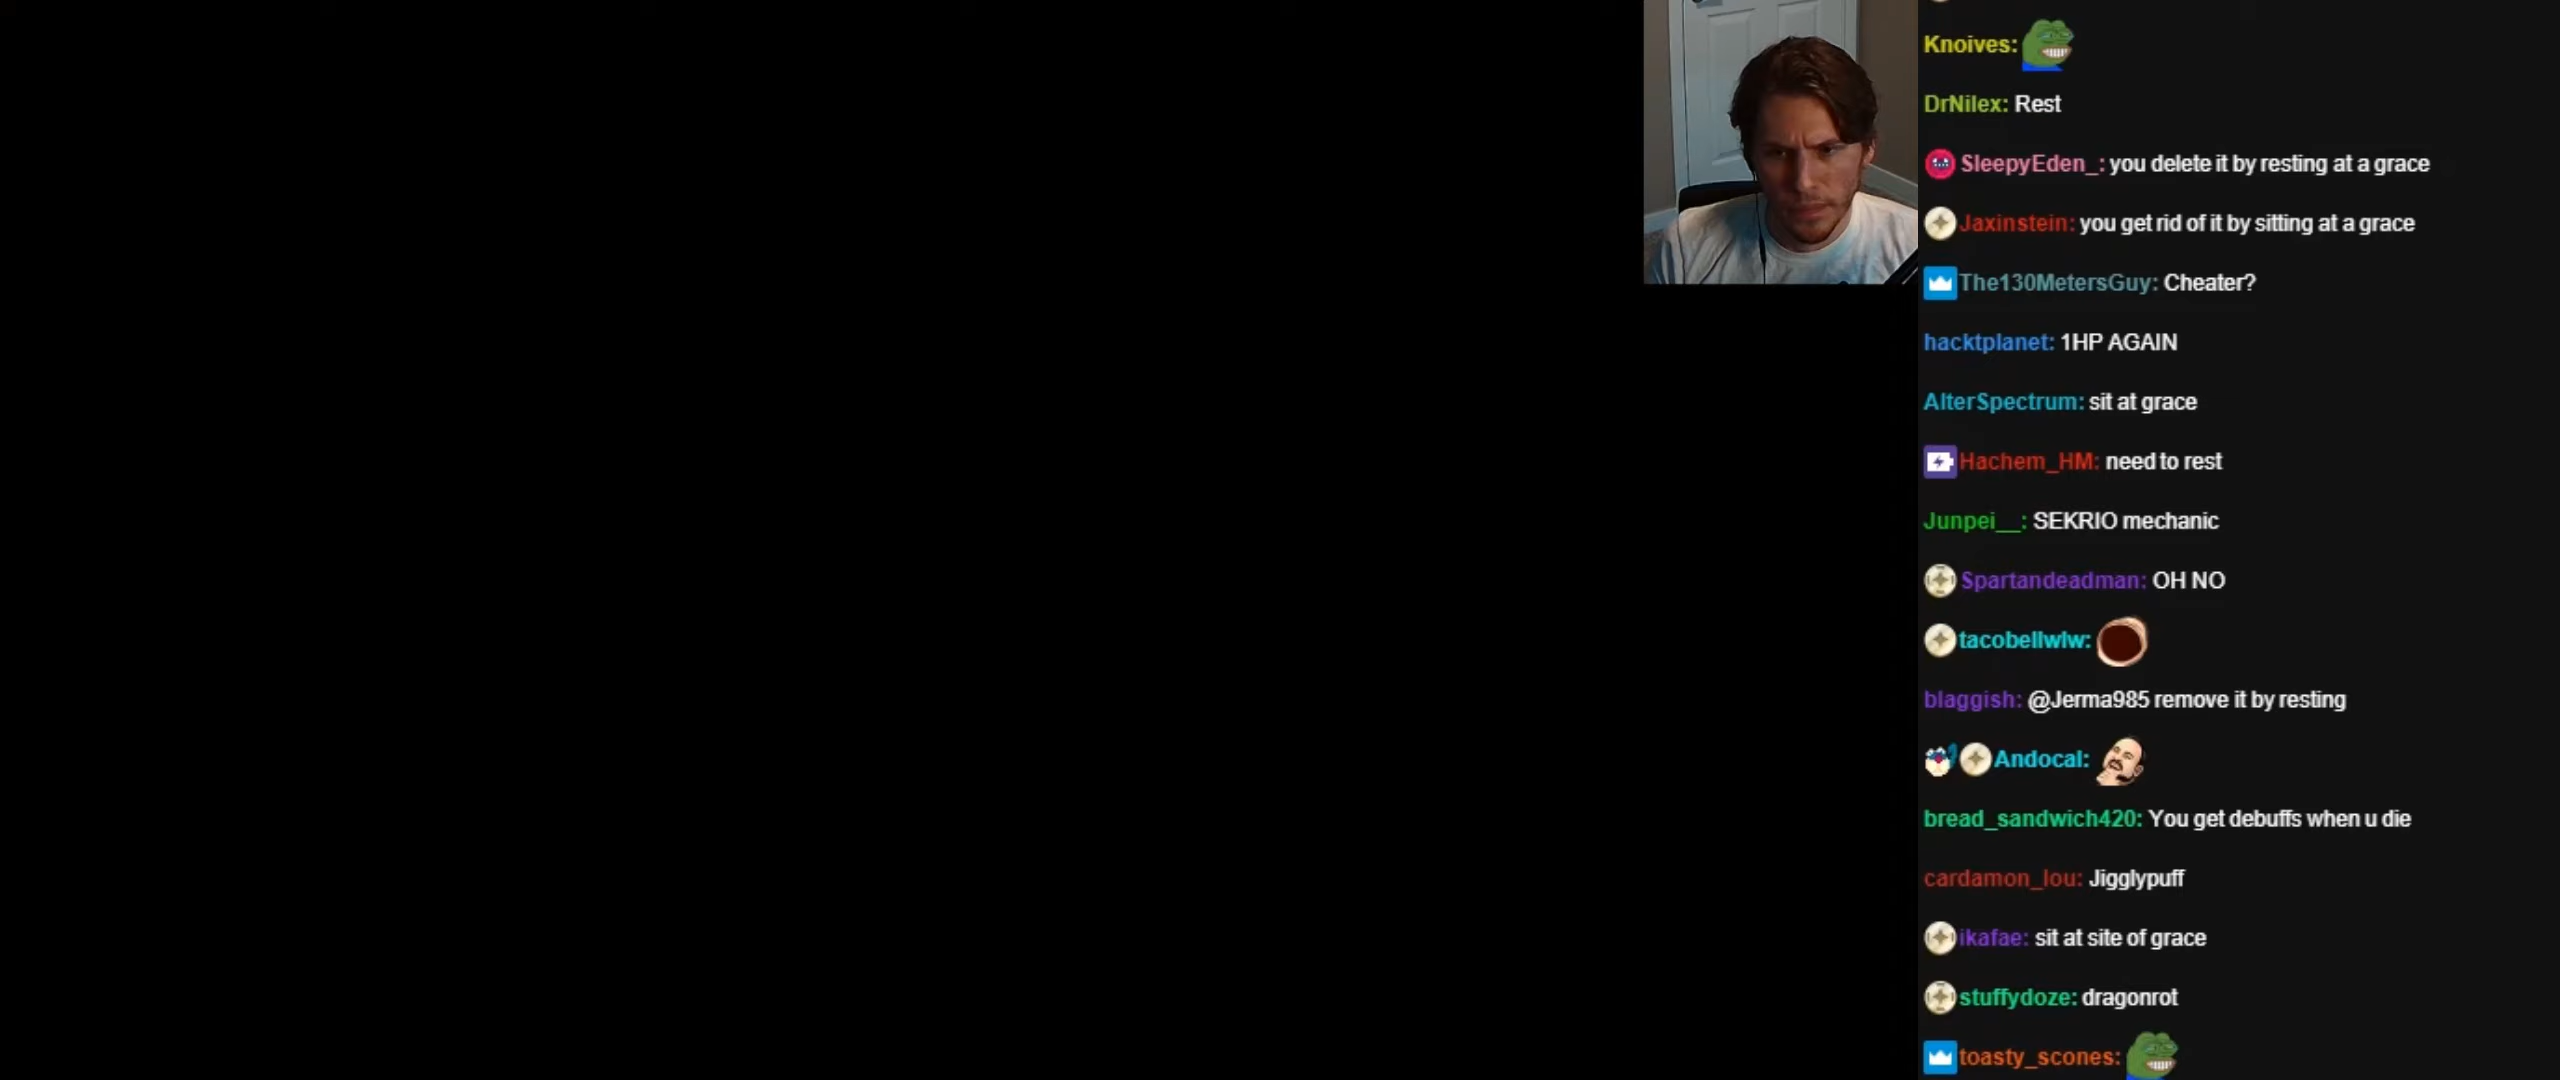 Knoives:
DrNilex: Rest
SleepyEden_: you delete it by resting at a grace
Jaxinstein: you get rid of it by sitting at a grace
The130MetersGuy: Cheater?
hacktplanet: 1HP AGAIN
AlterSpectrum: sit at grace
Hachem_HM: need to rest
Junpei__: SEKRIO mechanic
Spartandeadman: OH NO
tacobellwlw:
blaggish: @Jerma985 remove it by resting
Andocal:
bread_sandwich420: You get debuffs when u die
cardamon_lou: Jigglypuff
ikafae: sit at site of grace
stuffydoze: dragonrot
toasty_scones: